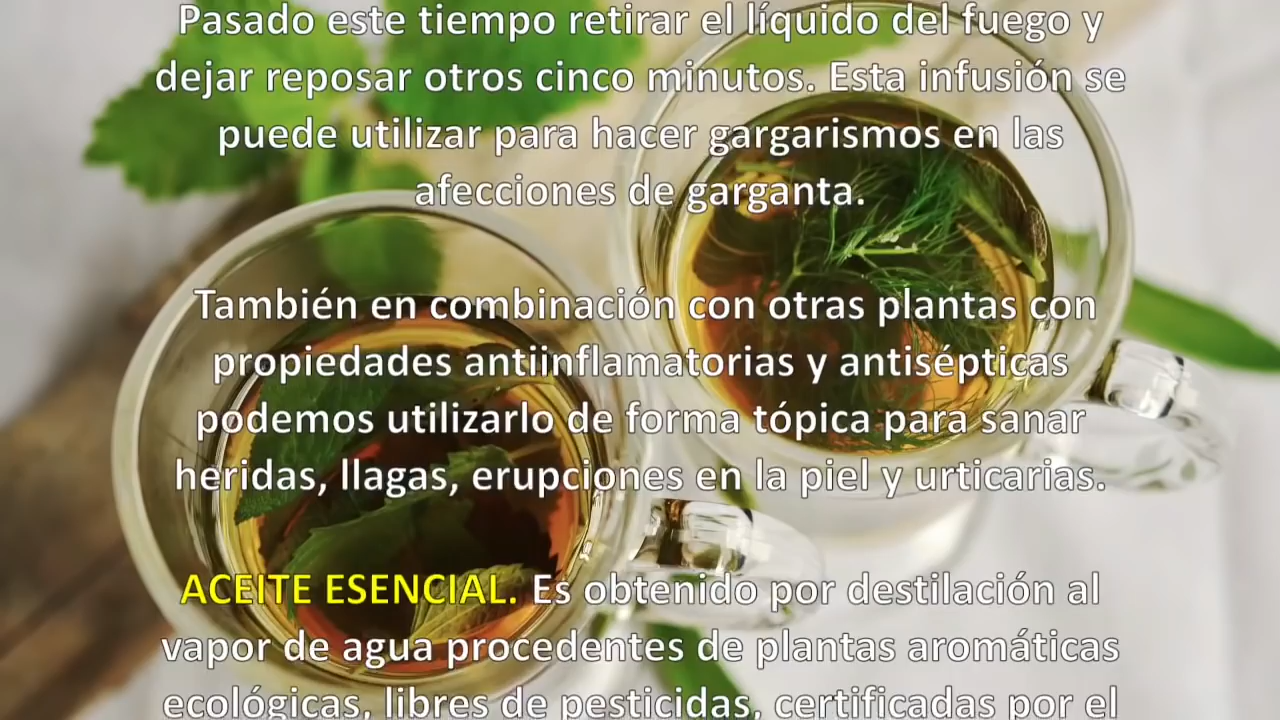 Pasado este tiempo retirar el líquido del fuego y
dejar reposar otros cinco minutos. Esta infusión se
puede utilizar para hacer gargarismos en las
afecciones de garganta.
También en combinación con otras plantas con
propiedades antiinflamatorias y antisépticas
podemos utilizarlo de forma tópica para sanar
heridas, llagas, erupciones en la piel y urticarias.
ACEITE ESENCIAL. Es obtenido por destilación al
vapor de agua procedentes de plantas aromáticas
ecológicas, libres de pesticidas, certificadas por el